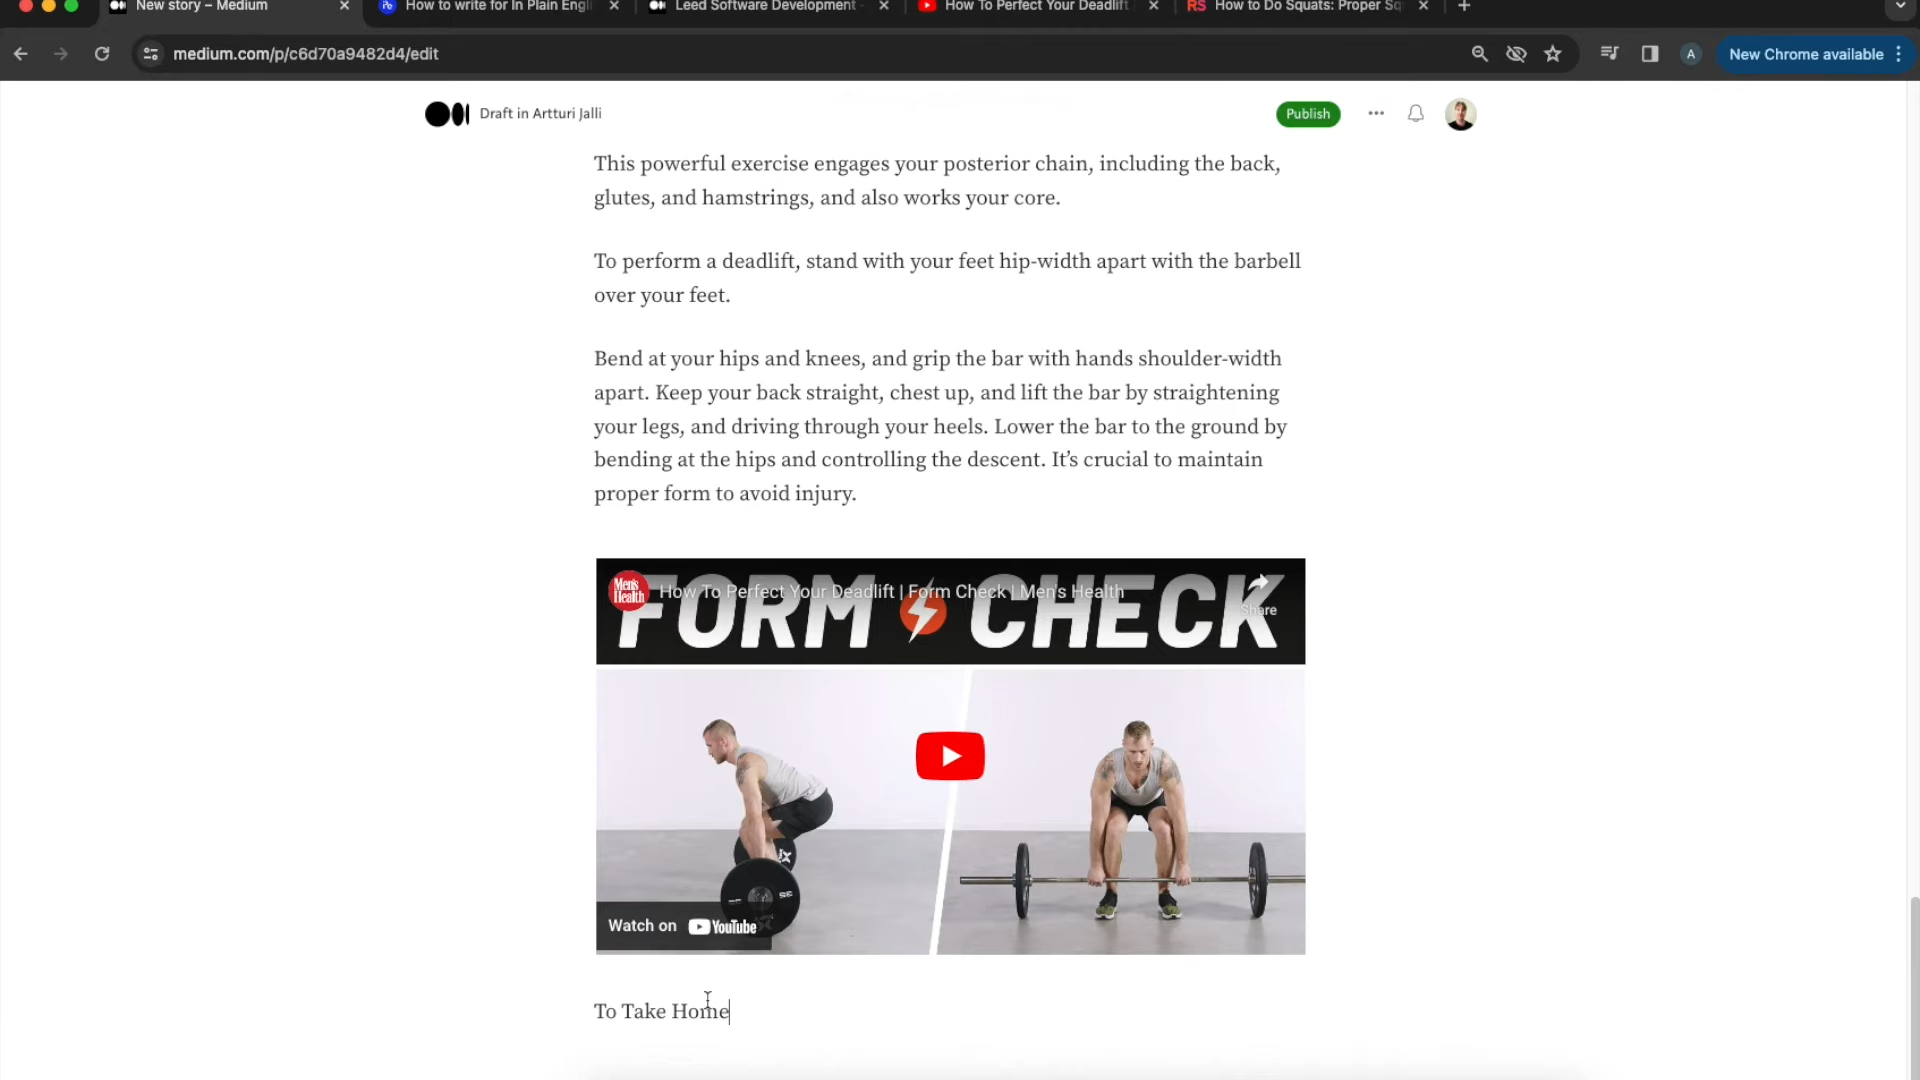 New story – Medium
How to write for In Plain Engli
Leed Software Development
How To Perfect Your Deadlift
RS How to Do Squats: Proper Sq
medium.com/p/c6d70a9482d4/edit
A
New Chrome available
Draft in Artturi Jalli
Publish
This powerful exercise engages your posterior chain, including the back,
glutes, and hamstrings, and also works your core.
To perform a deadlift, stand with your feet hip-width apart with the barbell
over your feet.
Bend at your hips and knees, and grip the bar with hands shoulder-width
apart. Keep your back straight, chest up, and lift the bar by straightening
your legs, and driving through your heels. Lower the bar to the ground by
bending at the hips and controlling the descent. It’s crucial to maintain
proper form to avoid injury.
Men's
Health
How To Perfect Your Deadlift | Form Check | Men's Health
Share
FORM CHECK
Watch on YouTube
To Take Home